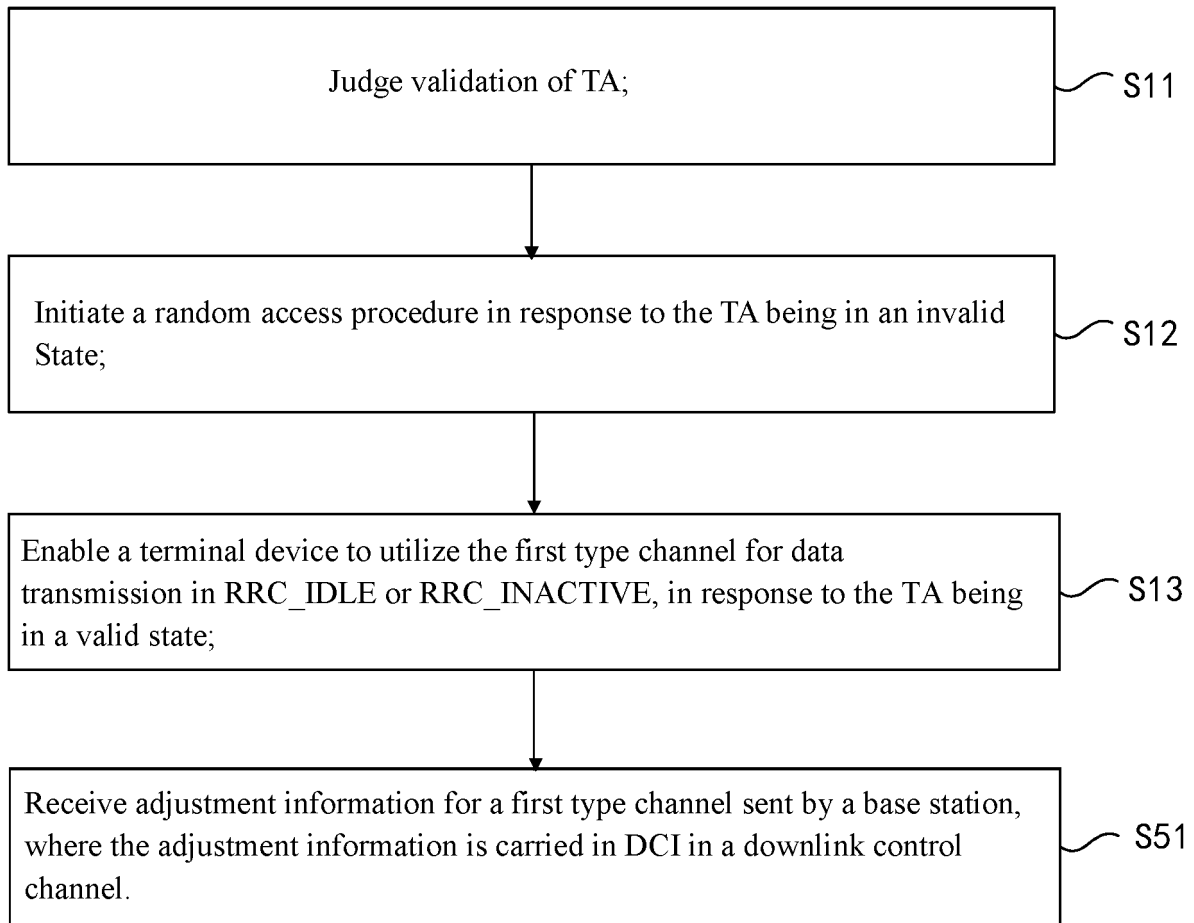 Judge validation of TA;
S11
Initiate a random access procedure in response to the TA being in an invalid
State;
S12
Enable a terminal device to utilize the first type channel for data
transmission in RRC_IDLE or RRC_INACTIVE, in response to the TA being
in a valid state;
S13
Receive adjustment information for a first type channel sent by a base station,
where the adjustment information is carried in DCI in a downlink control
channel.
S51